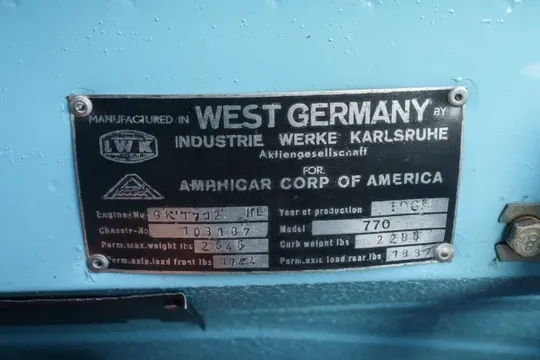 MANUFACTURED IN WEST GERMANY BY
IWK
INDUSTRIE WERKE KARLSRUHE
Aktiengesellschaft
FOR
AMPHICAR CORP OF AMERICA
Engine-No HE
Year of production
Chassis-No 103187
Model 770
Perm.max.weight lbs
Curb weight lbs
Perm.axle.load front lbs
Perm.axle.load rear.lbs